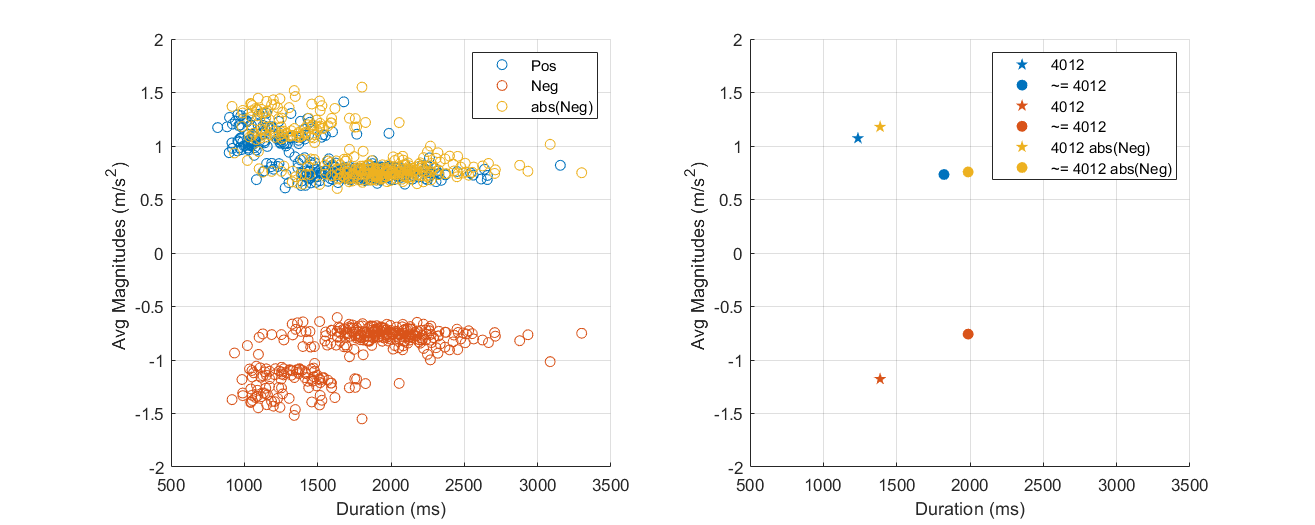 2
1.5
1
0.5
0
-0.5
-1
-1.5
-2
500 1000 1500 2000 2500 3000 3500
Avg Magnitudes (m/s²)
Duration (ms)
Pos
Neg
abs(Neg)
2
1.5
1
0.5
0
-0.5
-1
-1.5
-2
500 1000 1500 2000 2500 3000 3500
Avg Magnitudes (m/s²)
Duration (ms)
4012
~= 4012
4012
~= 4012
4012 abs(Neg)
~= 4012 abs(Neg)